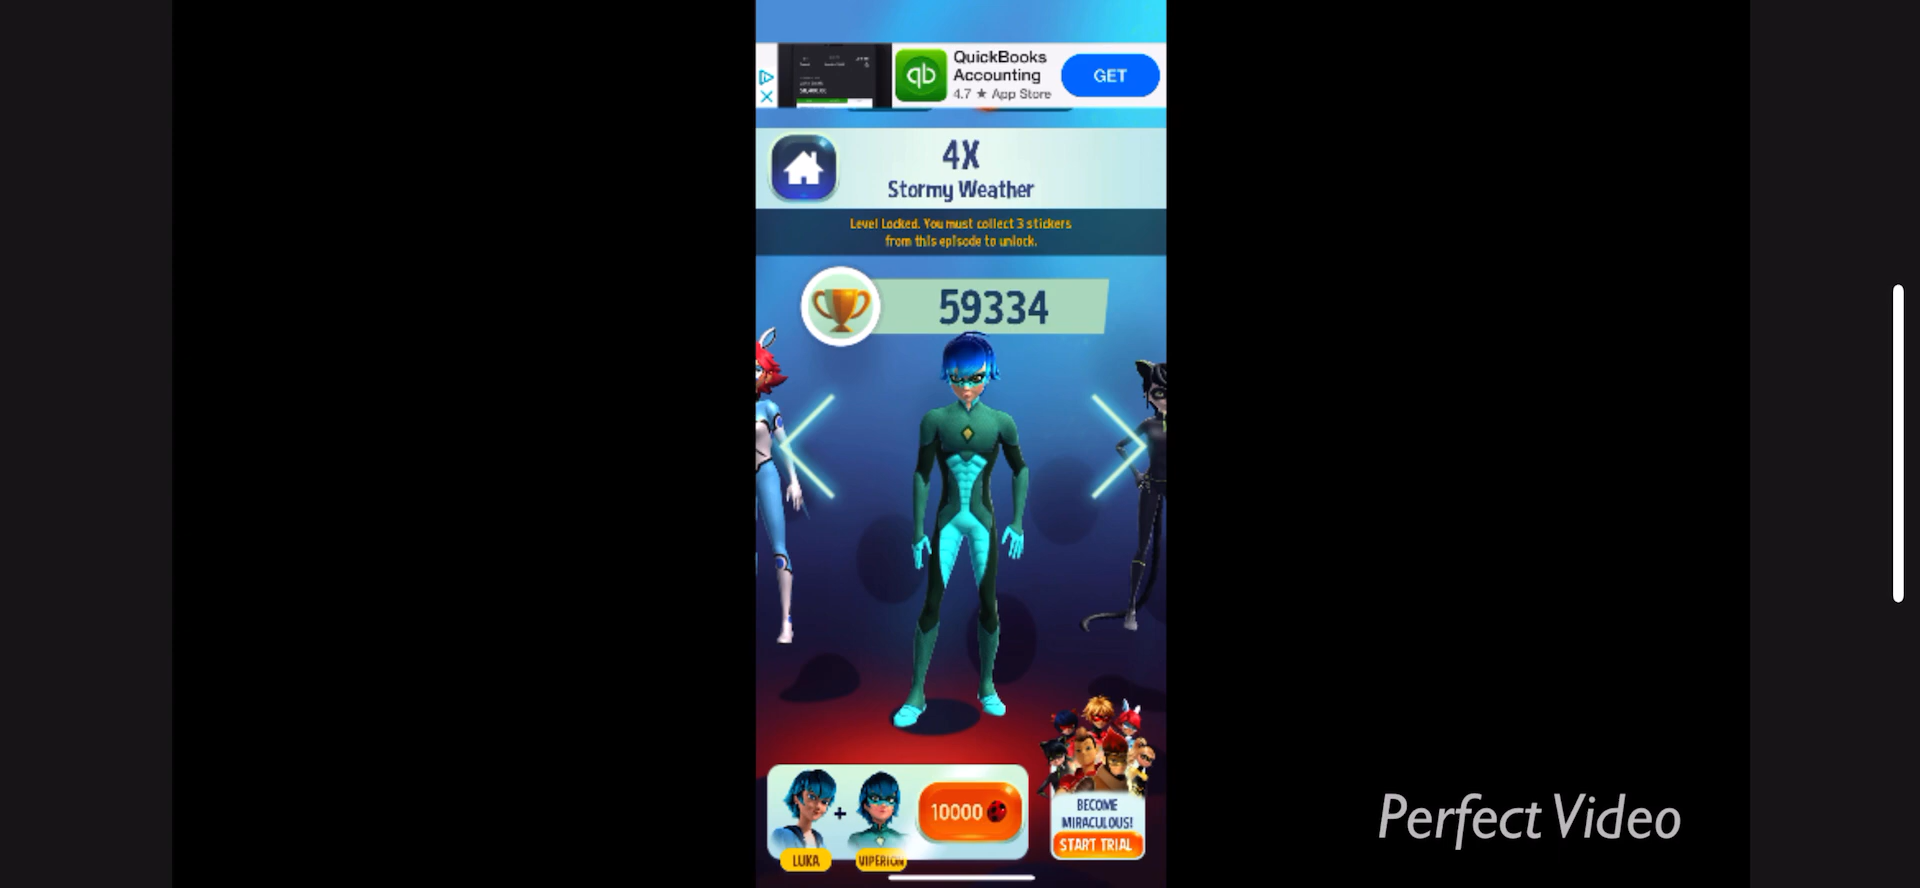 QuickBooks
Accounting
4.7 ★ App Store
GET
4X
Stormy Weather
Level Locked. You must collect 3 stickers
from this episode to unlock.
59334
10000
LUKA
VIPERION
BECOME
MIRACULOUS!
START TRIAL
Perfect Video